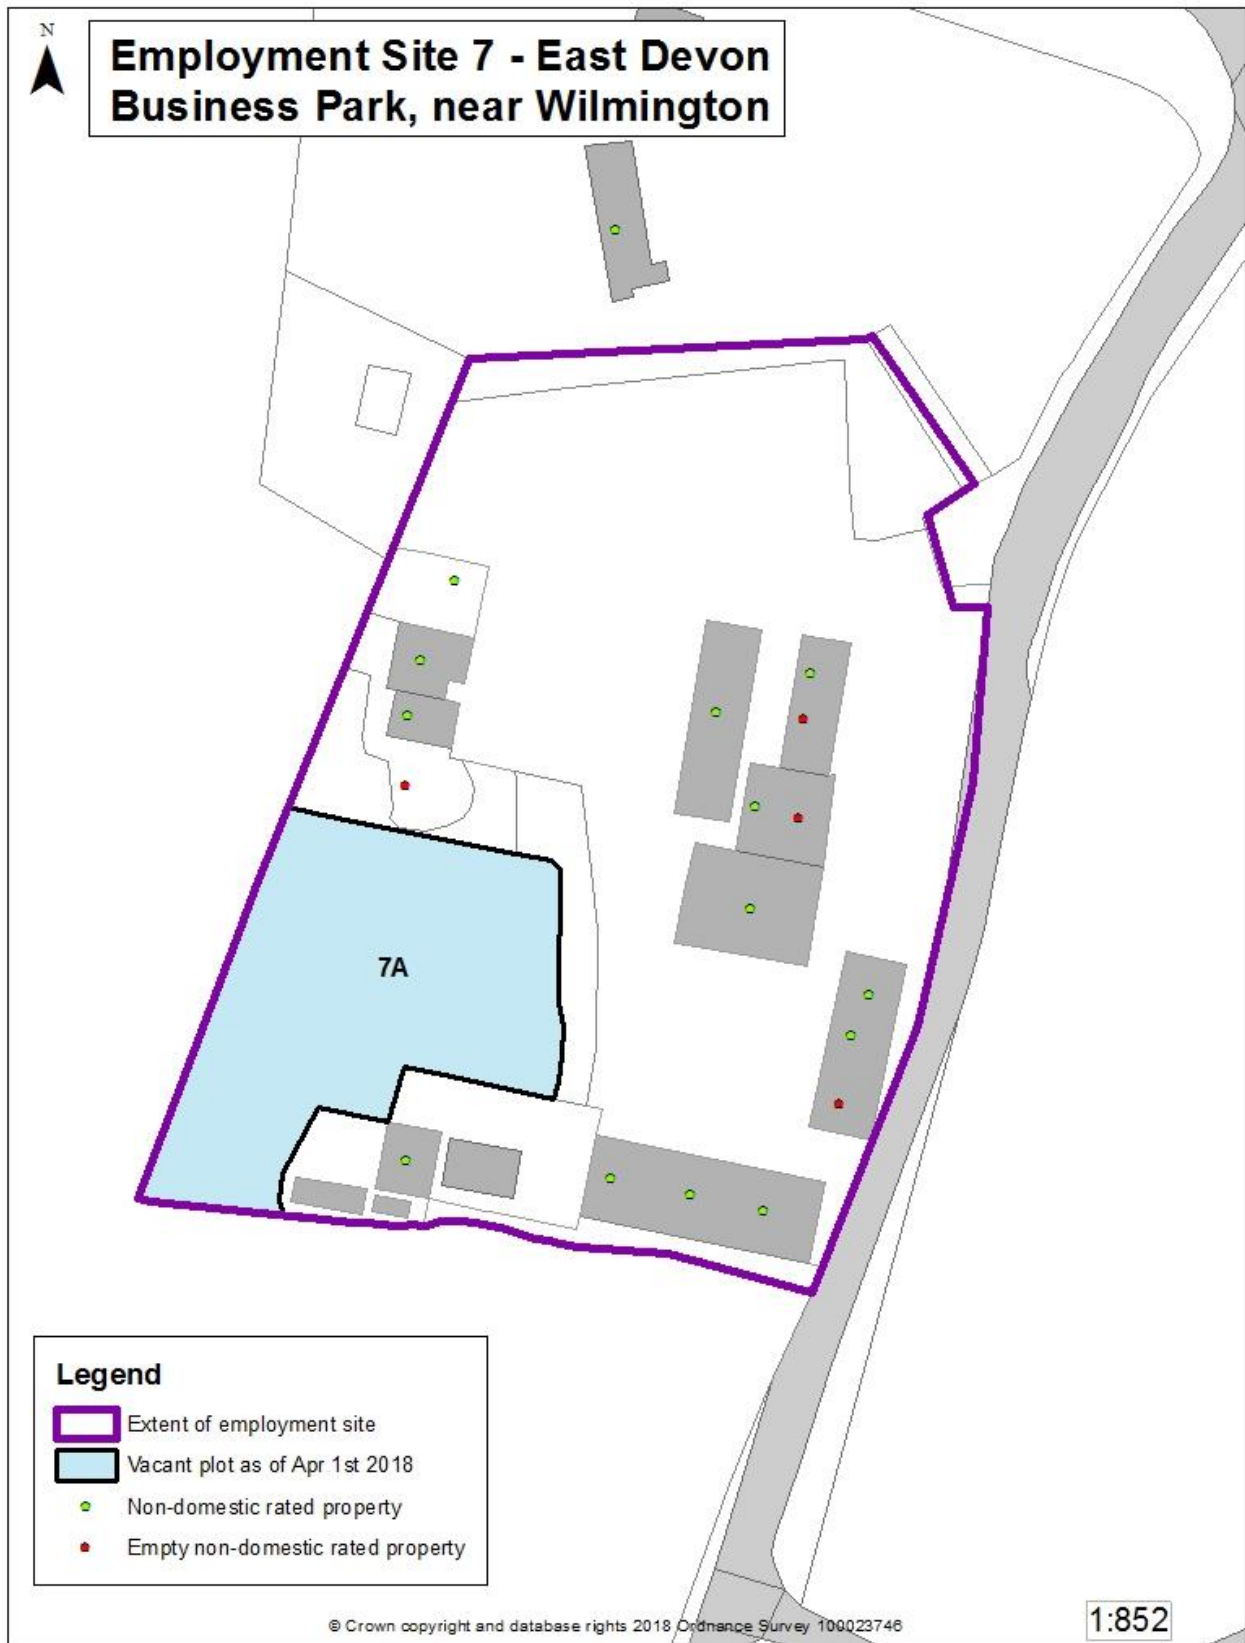 N
Employment Site 7 - East Devon
Business Park, near Wilmington
7A
Legend
Extent of employment site
Vacant plot as of Apr 1st 2018
Non-domestic rated property
Empty non-domestic rated property
© Crown copyright and database rights 2018 Ordnance Survey 100023746
1:852